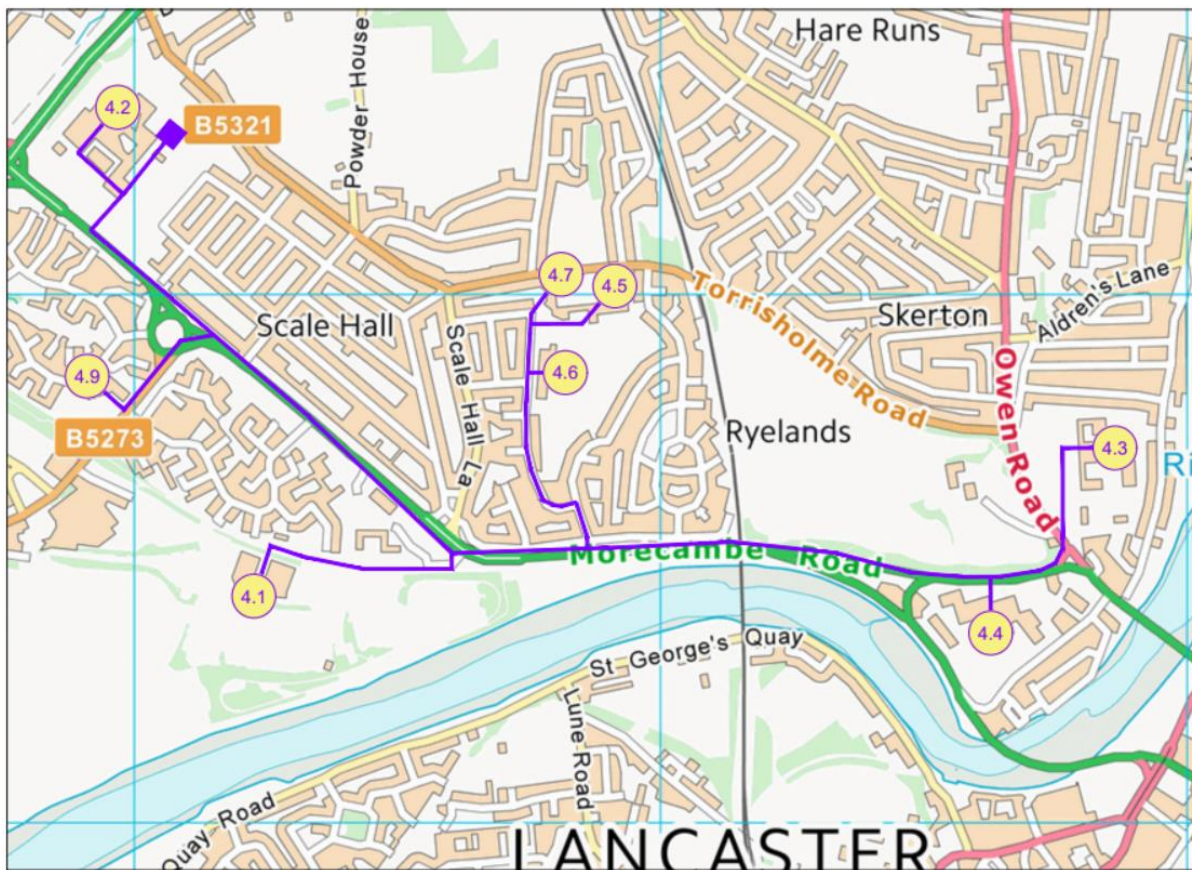 Hare Runs
4.2
B5321
Powder House
4.7
4.5
Torrisholme Road
Skerton
Aldren's Lane
Scale Hall
Scale Hall La
4.6
4.9
Owen Road
B5273
Ryelands
4.3
Ri
Morecambe Road
4.1
4.4
St George's Quay
Lune Road
Quay Road
LANCASTER